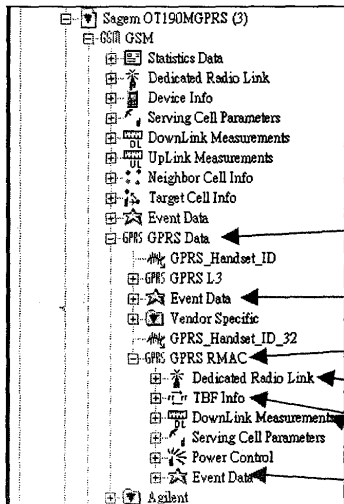 Sagem OT190MGPRS (3)
GSM GSM
Statistics Data
Dedicated Radio Link
Device Info
Serving Cell Parameters
DL DownLink Measurements
UL UpLink Measurements
Neighbor Cell Info
Target Cell Info
Event Data
GPRS GPRS Data
GPRS_Handset_ID
GPRS GPRS L3
Event Data
Vendor Specific
GPRS_Handset_ID_32
GPRS GPRS RMAC
Dedicated Radio Link
TBF Info
DL DownLink Measurements
Serving Cell Parameters
Power Control
Event Data
Agilent